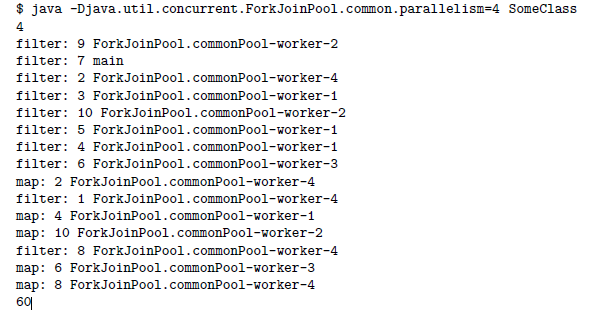 $ java -Djava.util.concurrent.ForkJoinPool.common.parallelism=4 SomeClass
4
filter: 9 ForkJoinPool.commonPool-worker-2
filter: 7 main
filter: 2 ForkJoinPool.commonPool-worker-4
filter: 3 ForkJoinPool.commonPool-worker-1
filter: 10 ForkJoinPool.commonPool-worker-2
filter: 5 ForkJoinPool.commonPool-worker-1
filter: 4 ForkJoinPool.commonPool-worker-1
filter: 6 ForkJoinPool.commonPool-worker-3
map: 2 ForkJoinPool.commonPool-worker-4
filter: 1 ForkJoinPool.commonPool-worker-4
map: 4 ForkJoinPool.commonPool-worker-1
map: 10 ForkJoinPool.commonPool-worker-2
filter: 8 ForkJoinPool.commonPool-worker-4
map: 6 ForkJoinPool.commonPool-worker-3
map: 8 ForkJoinPool.commonPool-worker-4
60